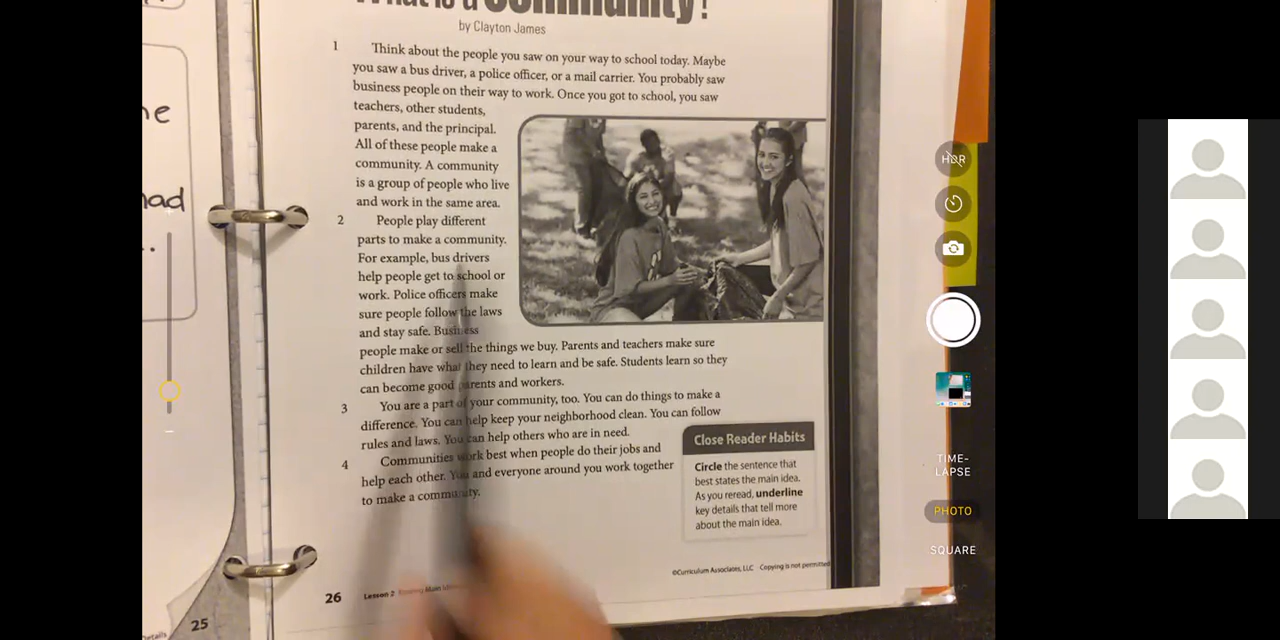 What is a Community?
by Clayton James
1 Think about the people you saw on your way to school today. Maybe
you saw a bus driver, a police officer, or a mail carrier. You probably saw
business people on their way to work. Once you got to school, you saw
teachers, other students,
parents, and the principal.
All of these people make a
community. A community
is a group of people who live
and work in the same area.
2 People play different
parts to make a community.
For example, bus drivers
help people get to school or
work. Police officers make
sure people follow the laws
and stay safe. Business
people make or sell the things we buy. Parents and teachers make sure
children have what they need to learn and be safe. Students learn so they
can become good parents and workers.
3 You are a part of your community, too. You can do things to make a
difference. You can help keep your neighborhood clean. You can follow
rules and laws. You can help others who are in need.
4 Communities work best when people do their jobs and
help each other. You and everyone around you work together
to make a community.
Close Reader Habits
Circle the sentence that
best states the main idea.
As you reread, underline
key details that tell more
about the main idea.
©Curriculum Associates, LLC Copying is not permitted
26 Lesson 2 Main
25
Details
had
HDR
TIME-
LAPSE
PHOTO
SQUARE